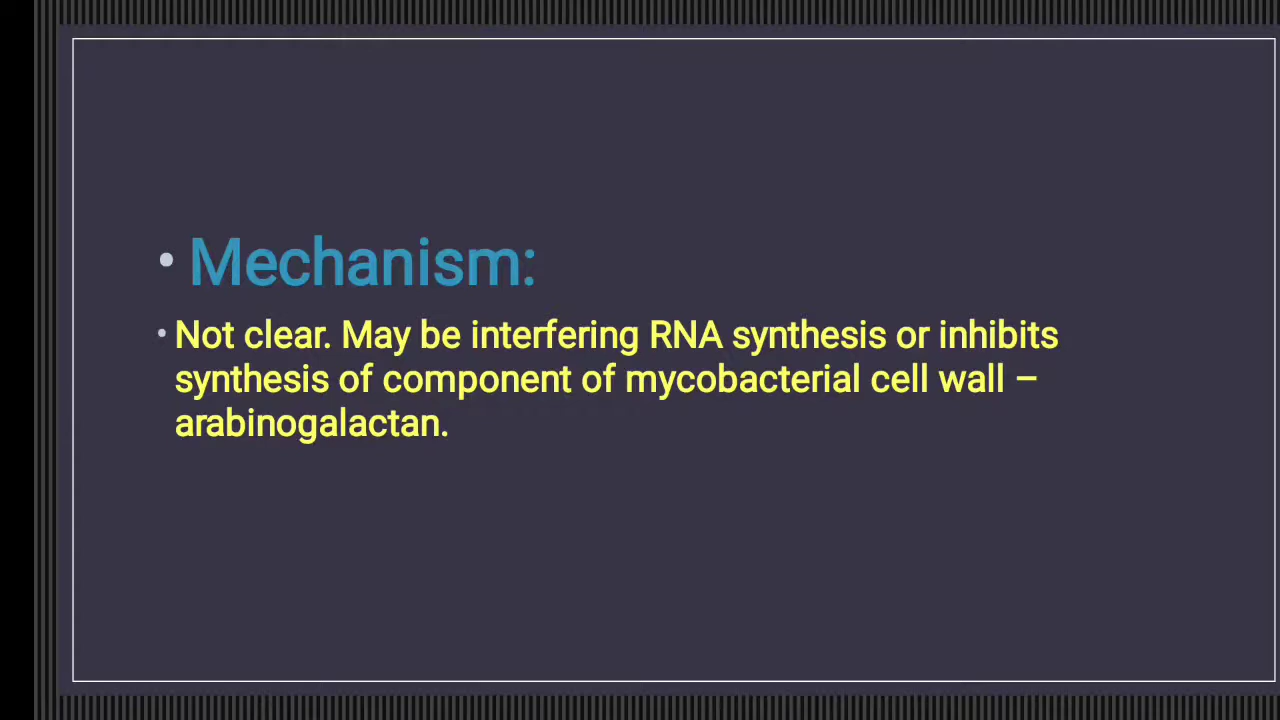 • Mechanism:
• Not clear. May be interfering RNA synthesis or inhibits
synthesis of component of mycobacterial cell wall –
arabinogalactan.